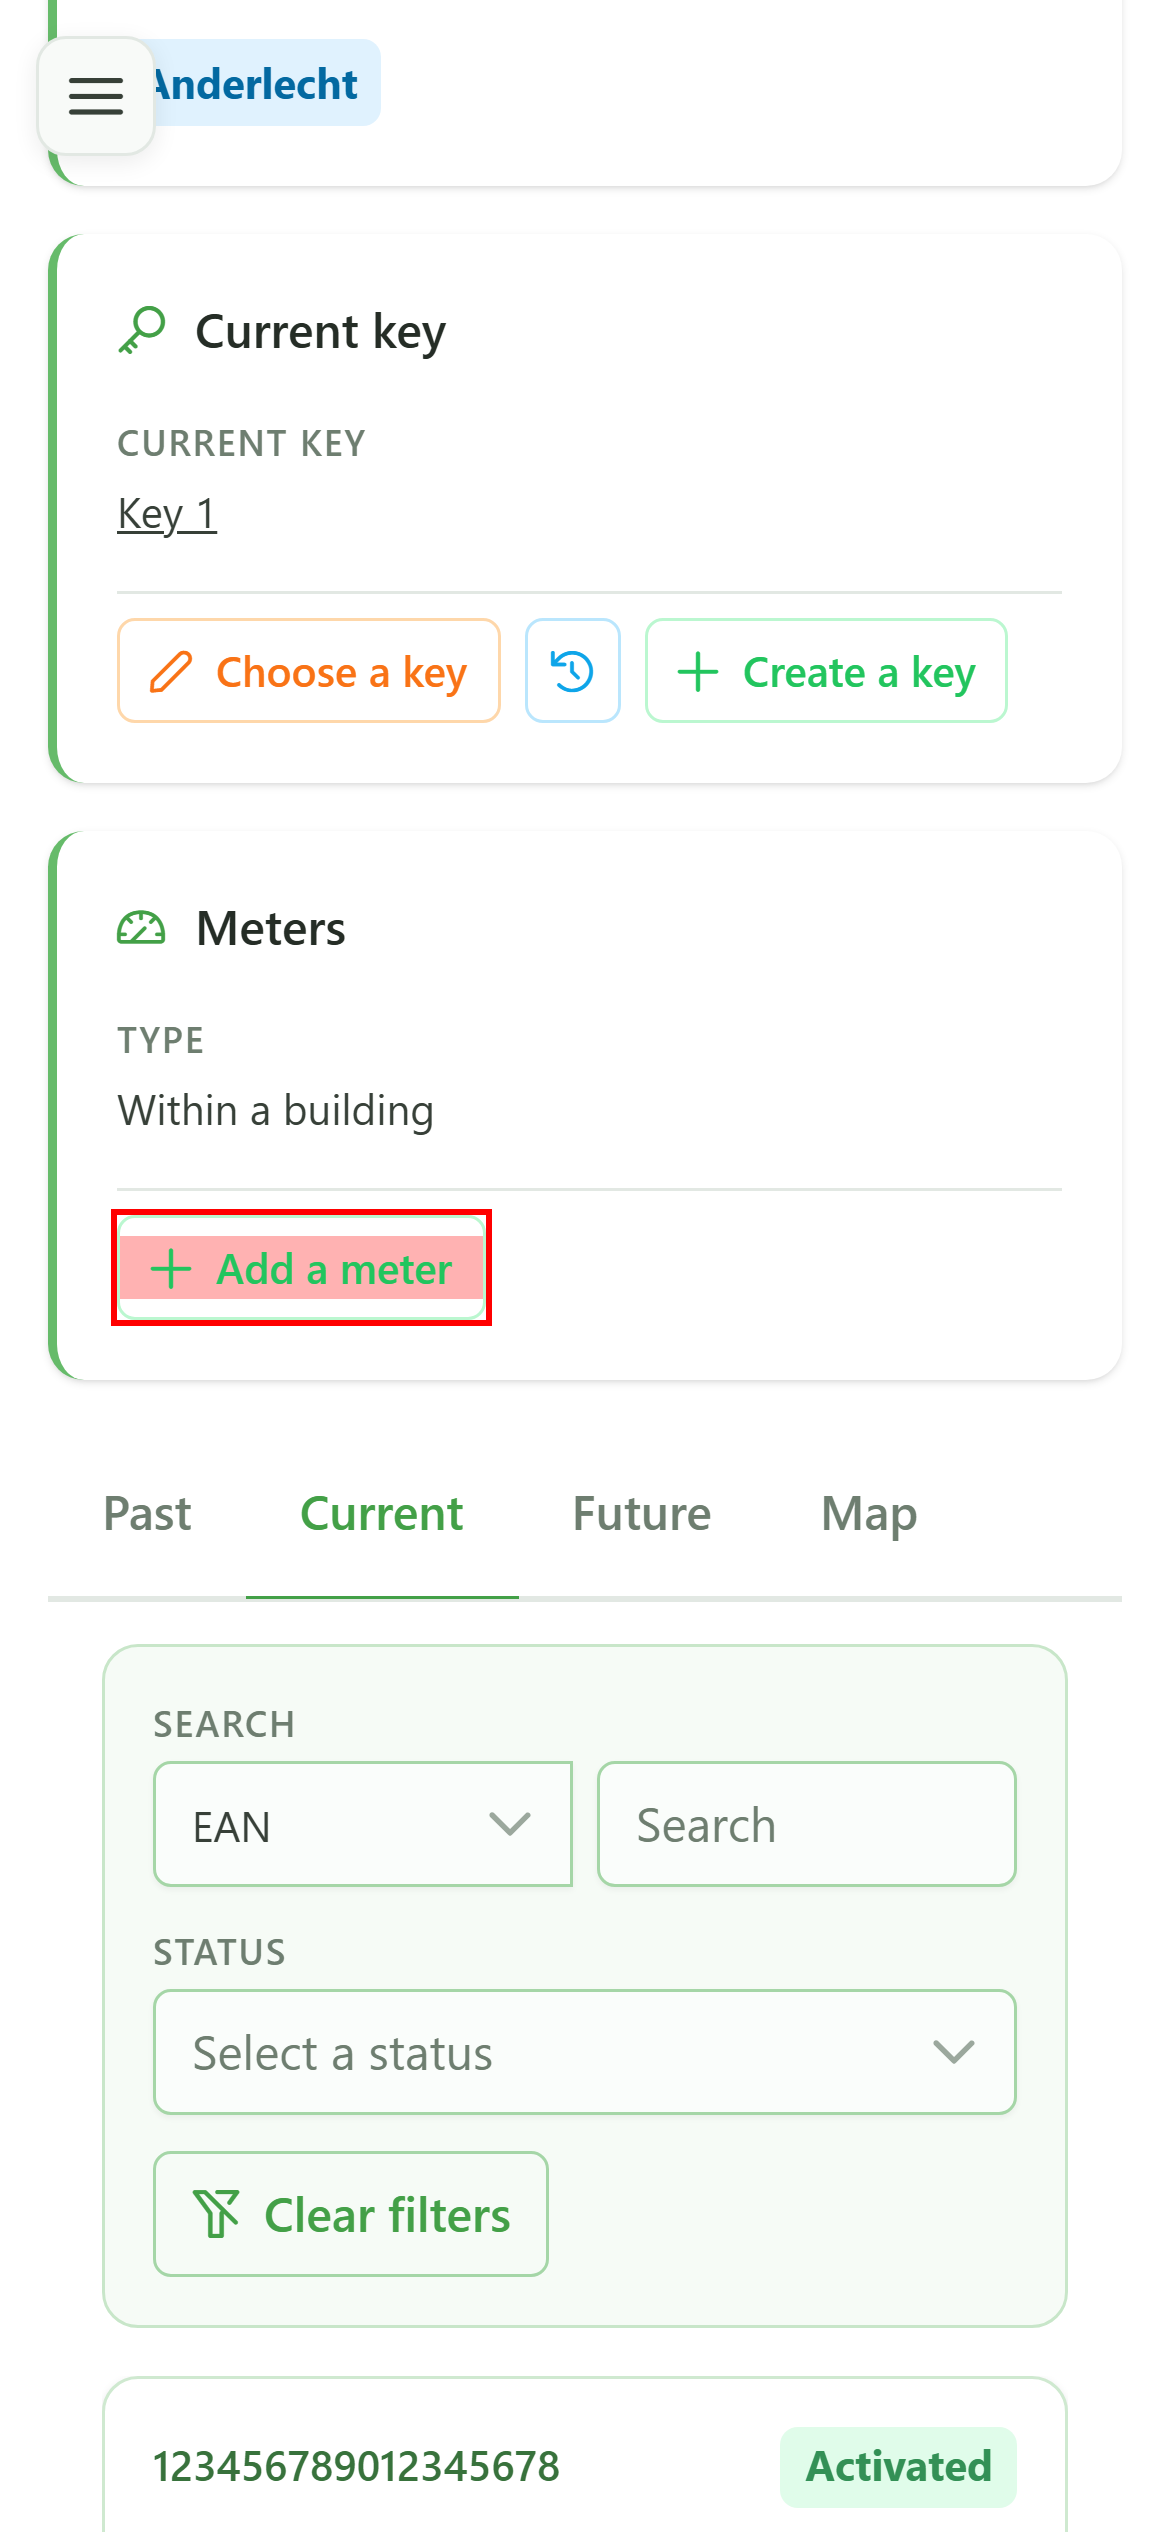 Anderlecht
Current key
CURRENT KEY
Key 1
Choose a key
Create a key
Meters
TYPE
Within a building
Add a meter
Past Current Future Map
SEARCH
EAN
Search
STATUS
Select a status
Clear filters
123456789012345678 Activated